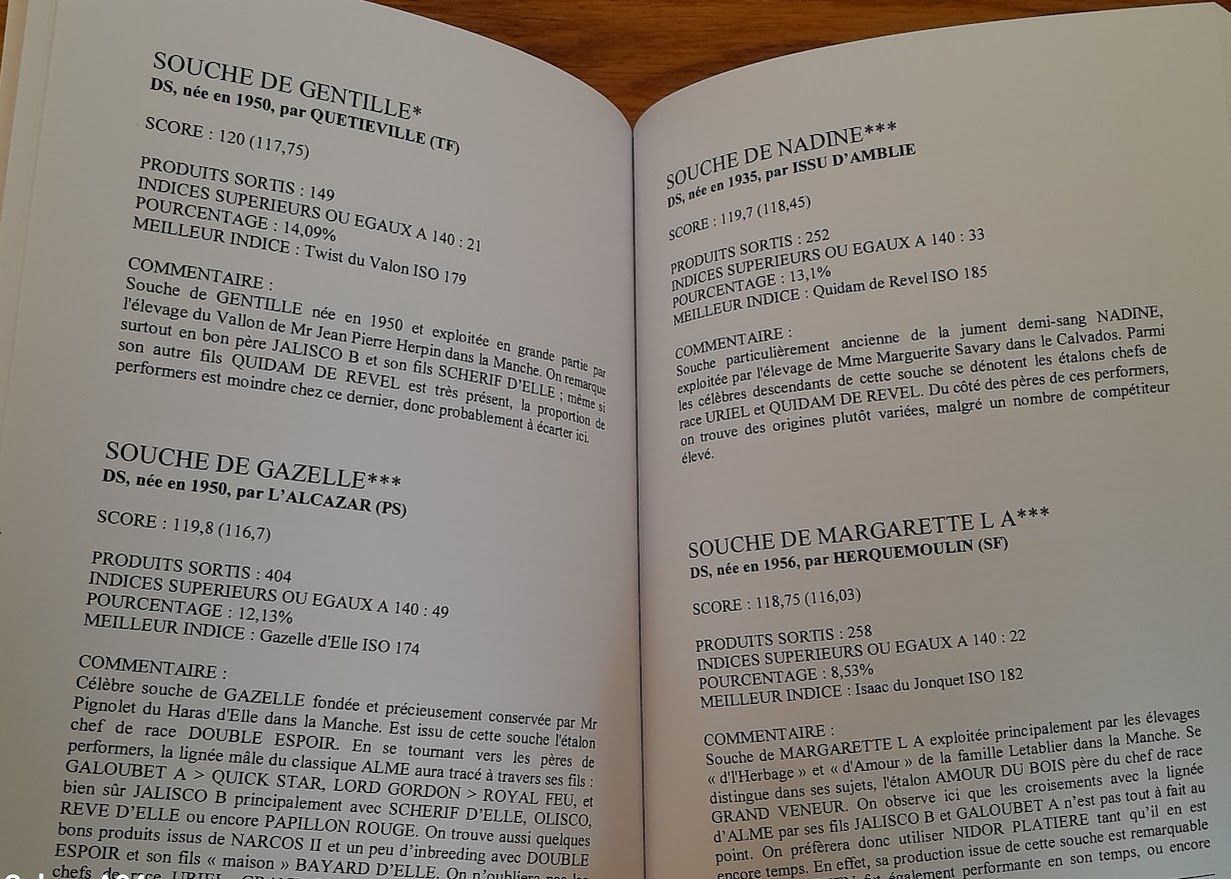 SOUCHE DE GENTILLE*
DS, née en 1950, par QUETIEVILLE (TF)
SCORE : 120 (117,75)
PRODUITS SORTIS : 149
INDICES SUPERIEURS OU EGAUX A 140 : 21
POURCENTAGE : 14,09%
MEILLEUR INDICE : Twist du Valon ISO 179
COMMENTAIRE :
Souche de GENTILLE née en 1950 et exploitée en grande partie par
l'élevage du Vallon de Mr Jean Pierre Herpin dans la Manche. On remarque
surtout en bon père JALISCO B et son fils SCHERIF D'ELLE ; même si
son autre fils QUIDAM DE REVEL est très présent, la proportion de
performers est moindre chez ce dernier, donc probablement à écarter ici.
SOUCHE DE GAZELLE***
DS, née en 1950, par L'ALCAZAR (PS)
SCORE : 119,8 (116,7)
PRODUITS SORTIS : 404
INDICES SUPERIEURS OU EGAUX A 140 : 49
POURCENTAGE : 12,13%
MEILLEUR INDICE : Gazelle d'Elle ISO 174
COMMENTAIRE :
Célèbre souche de GAZELLE fondée et précieusement conservée par Mr
Pignolet du Haras d'Elle dans la Manche. Est issu de cette souche l'étalon
chef de race DOUBLE ESPOIR. En se tournant vers les pères de
performers, la lignée mâle du classique ALME aura tracé à travers ses fils :
GALOUBET A > QUICK STAR, LORD GORDON > ROYAL FEU, et
bien sûr JALISCO B principalement avec SCHERIF D'ELLE, OLISCO,
REVE D'ELLE ou encore PAPILLON ROUGE. On trouve aussi quelques
bons produits issus de NARCOS II et un peu d'inbreeding avec DOUBLE
ESPOIR et son fils « maison » BAYARD D'ELLE. On n'oubliera pas les
chefs de race URIEL
SOUCHE DE NADINE***
DS, née en 1935, par ISSU D'AMBLIE
SCORE : 119,7 (118,45)
PRODUITS SORTIS : 252
INDICES SUPERIEURS OU EGAUX A 140 : 33
POURCENTAGE : 13,1%
MEILLEUR INDICE : Quidam de Revel ISO 185
COMMENTAIRE :
Souche particulièrement ancienne de la jument demi-sang NADINE,
exploitée par l'élevage de Mme Marguerite Savary dans le Calvados. Parmi
les célèbres descendants de cette souche se dénotent les étalons chefs de
race URIEL et QUIDAM DE REVEL. Du côté des pères de ces performers,
on trouve des origines plutôt variées, malgré un nombre de compétiteur
élevé.
SOUCHE DE MARGARETTE L A***
DS, née en 1956, par HERQUEMOULIN (SF)
SCORE : 118,75 (116,03)
PRODUITS SORTIS : 258
INDICES SUPERIEURS OU EGAUX A 140 : 22
POURCENTAGE : 8,53%
MEILLEUR INDICE : Isaac du Jonquet ISO 182
COMMENTAIRE :
Souche de MARGARETTE L A exploitée principalement par les élevages
« d'l'Herbage » et « d'Amour » de la famille Letablier dans la Manche. Se
distingue dans ses sujets, l'étalon AMOUR DU BOIS père du chef de race
GRAND VENEUR. On observe ici que les croisements avec la lignée
d'ALME par ses fils JALISCO B et GALOUBET A n'est pas tout à fait au
point. On préfèrera donc utiliser NIDOR PLATIERE tant qu'il en est
encore temps. En effet, sa production issue de cette souche est remarquable
fit également performante en son temps, ou encore